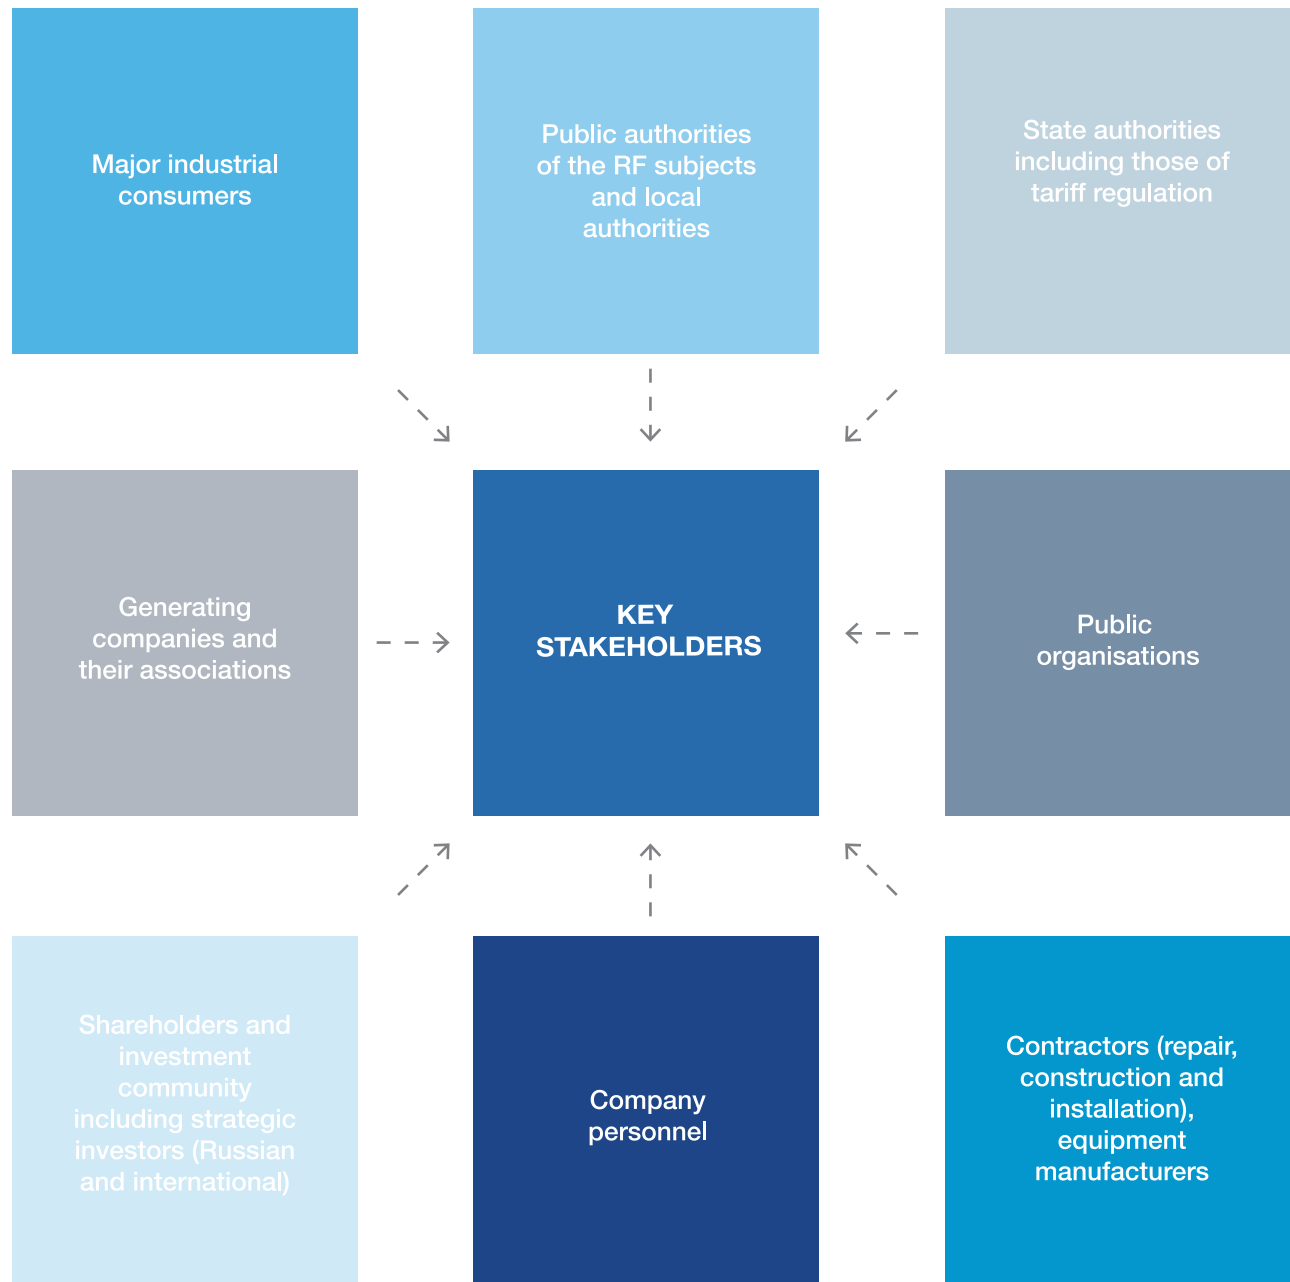 Major industrial
consumers
Public authorities
of the RF subjects
and local
authorities
State authorities
including those of
tariff regulation
Generating
companies and
their associations
KEY
STAKEHOLDERS
Public
organisations
Shareholders and
investment
community
including strategic
investors (Russian
and international)
Company
personnel
Contractors (repair,
construction and
installation),
equipment
manufacturers